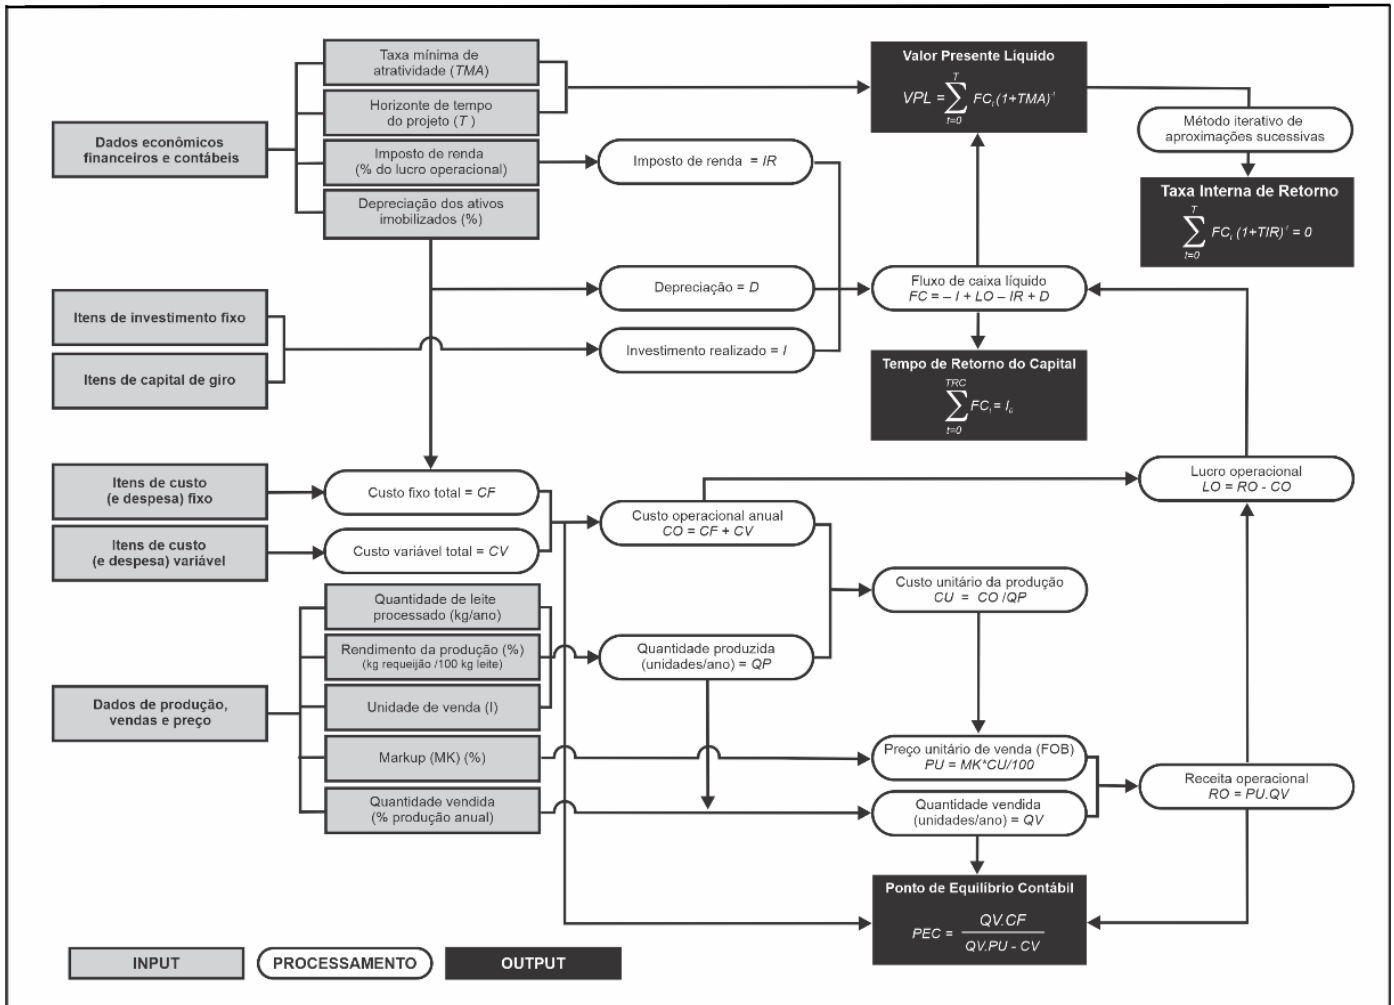 Taxa mínima de
atratividade (TMA)
Horizonte de tempo
do projeto (T )
Dados econômicos
financeiros e contábeis
Imposto de renda
(% do lucro operacional)
Depreciação dos ativos
imobilizados (%)
Imposto de renda = IR
Valor Presente Líquido
VPL = T ∑ t=0 FCt (1+TMA)-t
Método iterativo de
aproximações sucessivas
Taxa Interna de Retorno
T ∑ t=0 FCt (1+TIR)-t = 0
Itens de investimento fixo
Itens de capital de giro
Depreciação = D
Investimento realizado = I
Fluxo de caixa líquido
FC = – I + LO – IR + D
Tempo de Retorno do Capital
TRC ∑ t=0 FCt = I0
Itens de custo
(e despesa) fixo
Custo fixo total = CF
Itens de custo
(e despesa) variável
Custo variável total = CV
Custo operacional anual
CO = CF + CV
Lucro operacional
LO = RO - CO
Custo unitário da produção
CU = CO /QP
Quantidade de leite
processado (kg/ano)
Rendimento da produção (%)
(kg requeijão /100 kg leite)
Quantidade produzida
(unidades/ano) = QP
Dados de produção,
vendas e preço
Unidade de venda (I)
Markup (MK) (%)
Quantidade vendida
(% produção anual)
Preço unitário de venda (FOB)
PU = MK*CU/100
Quantidade vendida
(unidades/ano) = QV
Receita operacional
RO = PU.QV
Ponto de Equilíbrio Contábil
PEC = QV.CF
QV.PU - CV
INPUT
PROCESSAMENTO
OUTPUT